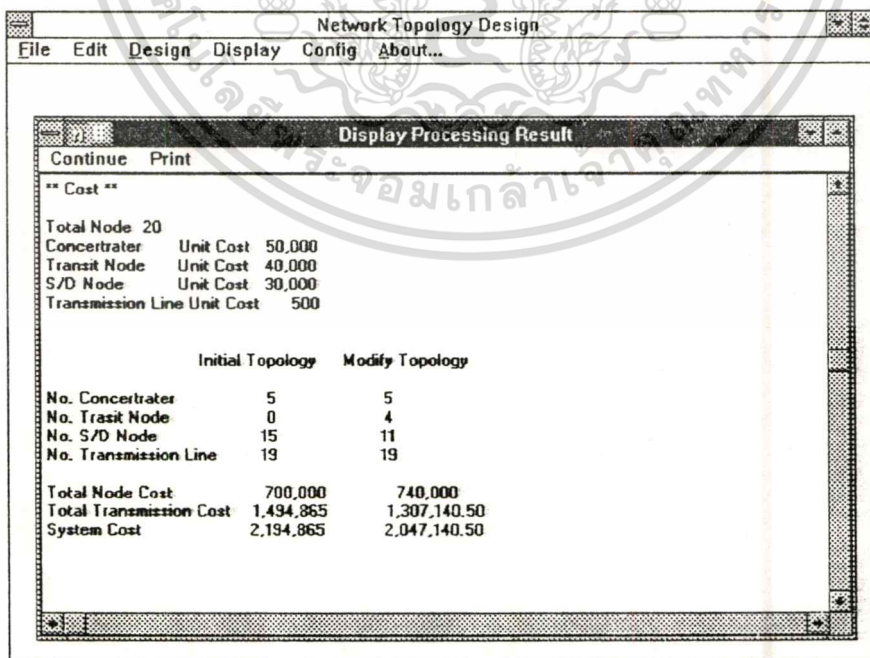 Network Topology Design
File Edit Design Display Config About...
Display Processing Result
Continue Print
** Cost **
Total Node 20
Concertrater Unit Cost 50,000
Transit Node Unit Cost 40,000
S/D Node Unit Cost 30,000
Transmission Line Unit Cost 500
Initial Topology Modify Topology
No. Concertrater 5 5
No. Trasit Node 0 4
No. S/D Node 15 11
No. Transmission Line 19 19
Total Node Cost 700,000 740,000
Total Transmission Cost 1,494,865 1,307,140.50
System Cost 2,194,865 2,047,140.50